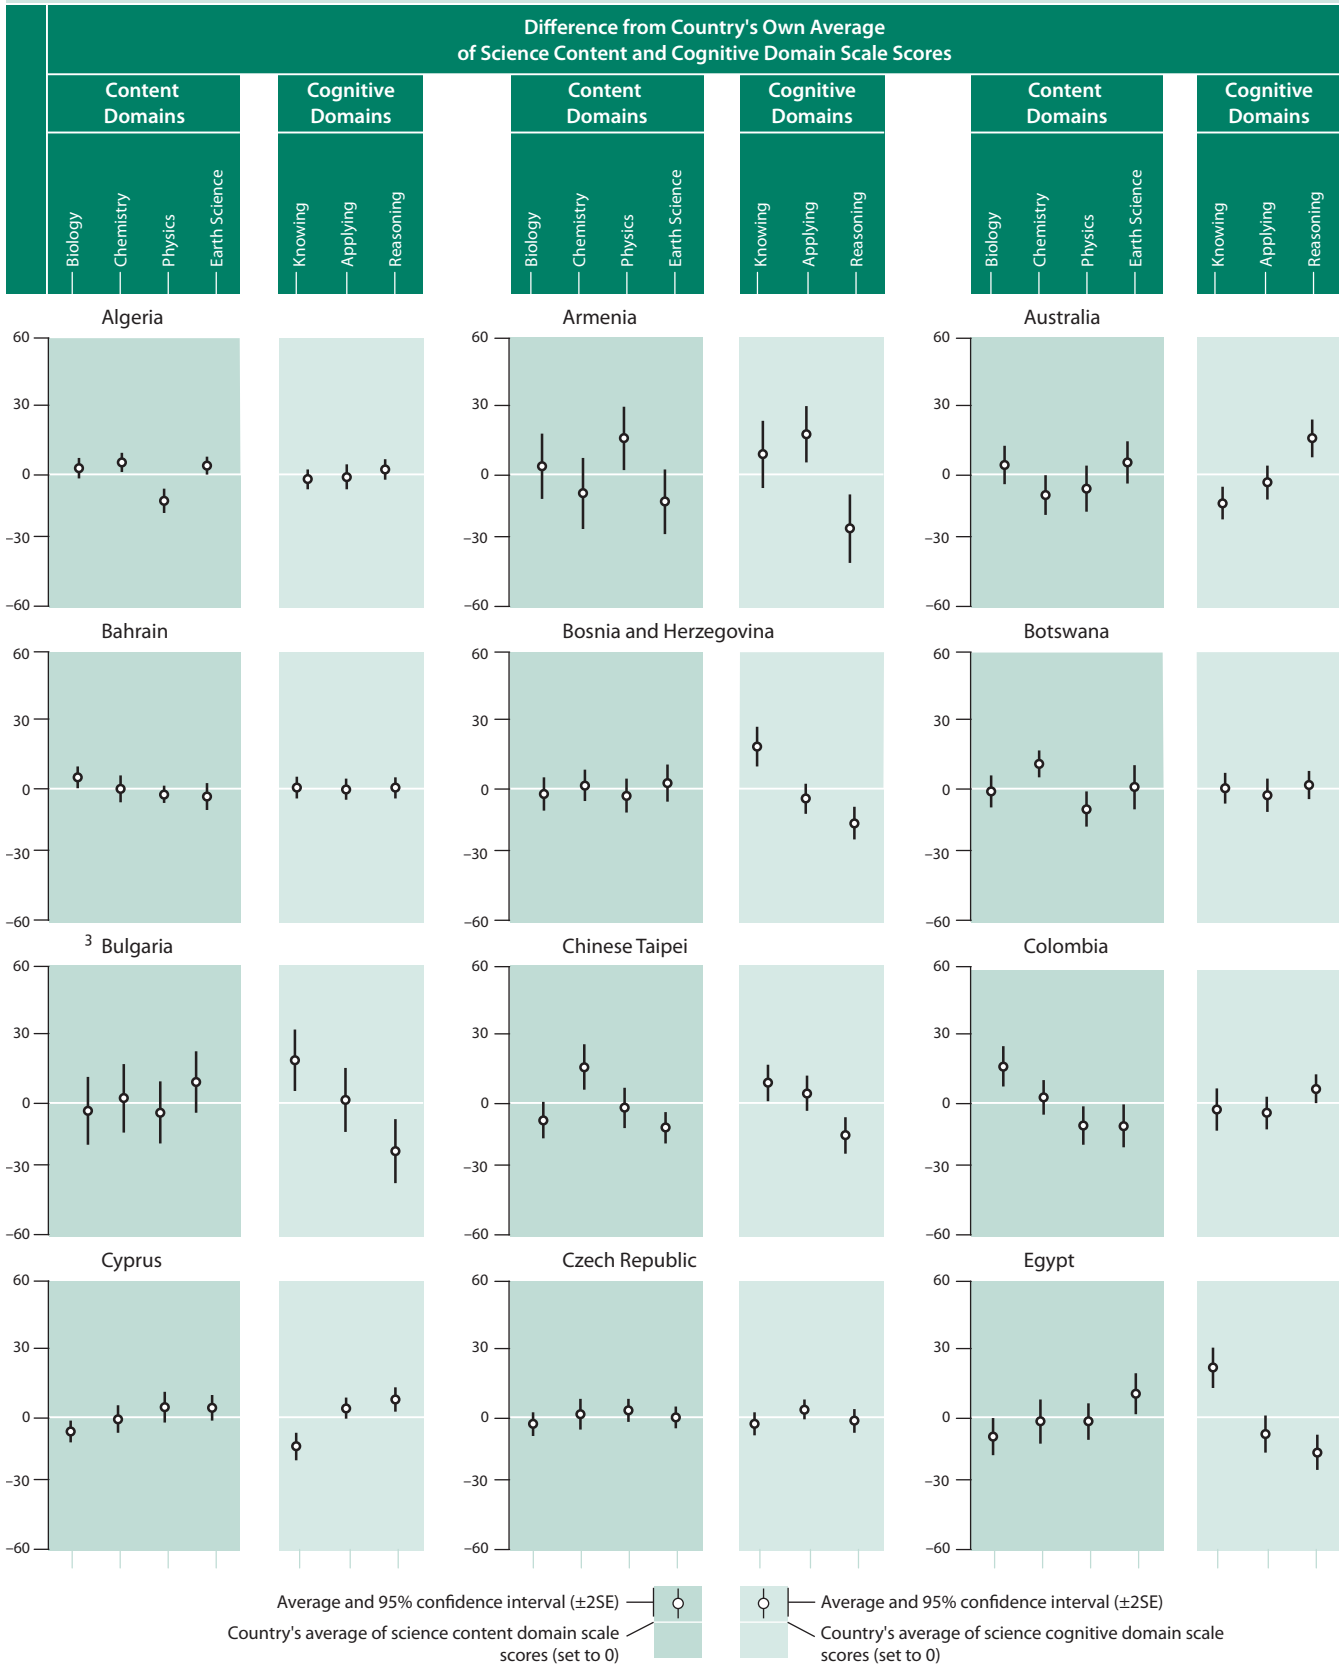 Difference from Country's Own Average
of Science Content and Cognitive Domain Scale Scores
Content
Domains
Cognitive
Domains
Content
Domains
Cognitive
Domains
Content
Domains
Cognitive
Domains
Biology
Chemistry
Physics
Earth Science
Knowing
Applying
Reasoning
Biology
Chemistry
Physics
Earth Science
Knowing
Applying
Reasoning
Biology
Chemistry
Physics
Earth Science
Knowing
Applying
Reasoning
Algeria
60
30
0
–30
–60
Armenia
60
30
0
–30
–60
Australia
60
30
0
–30
–60
Bahrain
60
30
0
–30
–60
Bosnia and Herzegovina
60
30
0
–30
–60
Botswana
60
30
0
–30
–60
3 Bulgaria
60
30
0
–30
–60
Chinese Taipei
60
30
0
–30
–60
Colombia
60
30
0
–30
–60
Cyprus
60
30
0
–30
–60
Czech Republic
60
30
0
–30
–60
Egypt
60
30
0
–30
–60
Average and 95% confidence interval (±2SE)
Country's average of science content domain scale
scores (set to 0)
Average and 95% confidence interval (±2SE)
Country's average of science cognitive domain scale
scores (set to 0)